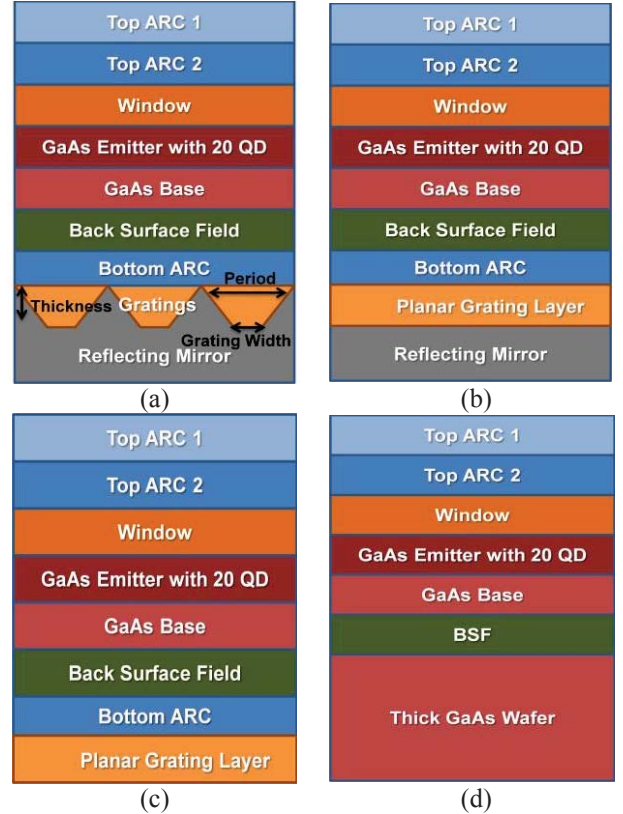 Top ARC 1
Top ARC 2
Window
GaAs Emitter with 20 QD
GaAs Base
Back Surface Field
Bottom ARC
Period
Thickness
Gratings
Grating Width
Reflecting Mirror
(a)
Top ARC 1
Top ARC 2
Window
GaAs Emitter with 20 QD
GaAs Base
Back Surface Field
Bottom ARC
Planar Grating Layer
Reflecting Mirror
(b)
Top ARC 1
Top ARC 2
Window
GaAs Emitter with 20 QD
GaAs Base
Back Surface Field
Bottom ARC
Planar Grating Layer
(c)
Top ARC 1
Top ARC 2
Window
GaAs Emitter with 20 QD
GaAs Base
BSF
Thick GaAs Wafer
(d)